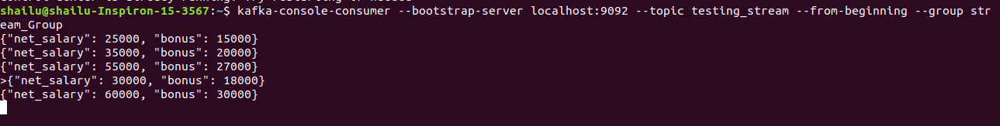 shailu@shailu-Inspiron-15-3567:~$ kafka-console-consumer --bootstrap-server localhost:9092 --topic testing_stream --from-beginning --group str
eam_Group
{"net_salary": 25000, "bonus": 15000}
{"net_salary": 35000, "bonus": 20000}
{"net_salary": 55000, "bonus": 27000}
>{"net_salary": 30000, "bonus": 18000}
{"net_salary": 60000, "bonus": 30000}